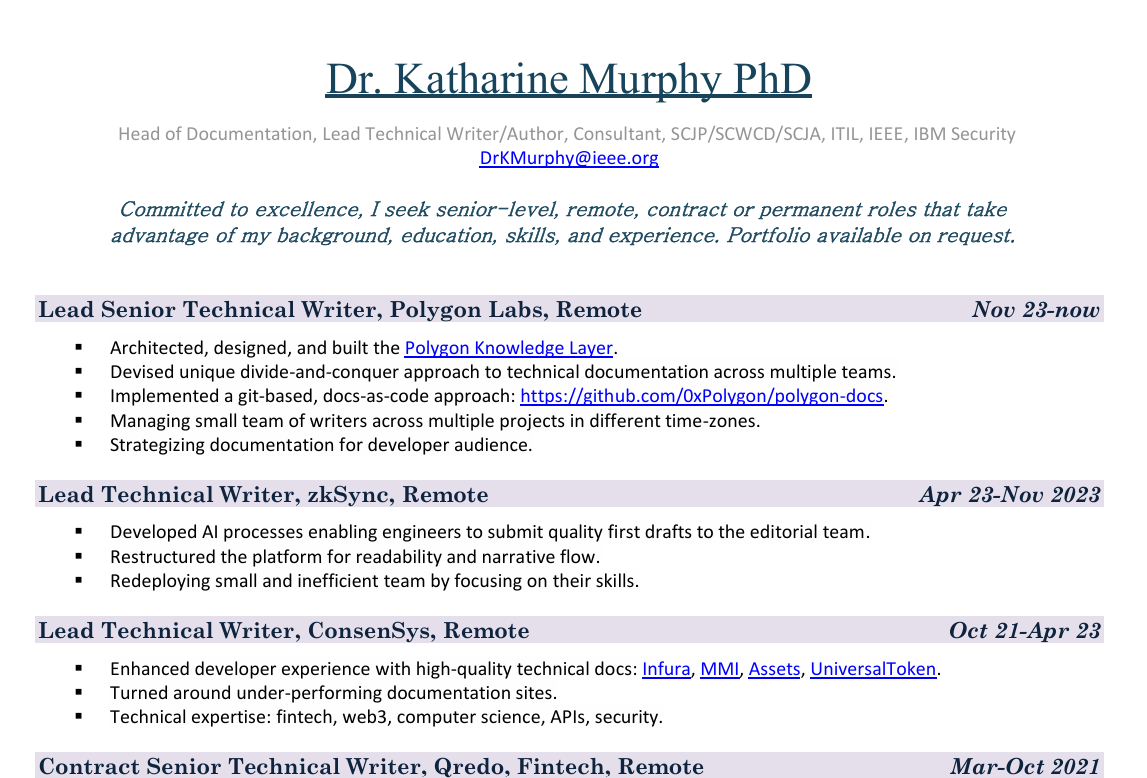 Dr. Katharine Murphy PhD
Head of Documentation, Lead Technical Writer/Author, Consultant, SCJP/SCWCD/SCJA, ITIL, IEEE, IBM Security
DrKMurphy@ieee.org
Committed to excellence, I seek senior-level, remote, contract or permanent roles that take
advantage of my background, education, skills, and experience. Portfolio available on request.
Lead Senior Technical Writer, Polygon Labs, Remote Nov 23-now
▪ Architected, designed, and built the Polygon Knowledge Layer.
▪ Devised unique divide-and-conquer approach to technical documentation across multiple teams.
▪ Implemented a git-based, docs-as-code approach: https://github.com/0xPolygon/polygon-docs.
▪ Managing small team of writers across multiple projects in different time-zones.
▪ Strategizing documentation for developer audience.
Lead Technical Writer, zkSync, Remote Apr 23-Nov 2023
▪ Developed AI processes enabling engineers to submit quality first drafts to the editorial team.
▪ Restructured the platform for readability and narrative flow.
▪ Redeploying small and inefficient team by focusing on their skills.
Lead Technical Writer, ConsenSys, Remote Oct 21-Apr 23
▪ Enhanced developer experience with high-quality technical docs: Infura, MMI, Assets, UniversalToken.
▪ Turned around under-performing documentation sites.
▪ Technical expertise: fintech, web3, computer science, APIs, security.
Contract Senior Technical Writer, Qredo, Fintech, Remote Mar-Oct 2021